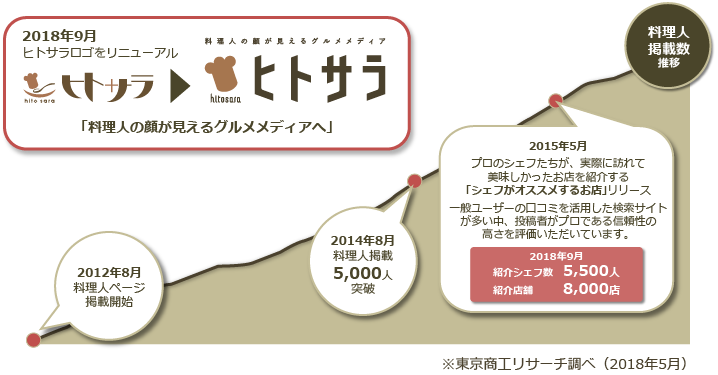 2018年9月
ヒトサラロゴをリニューアル
ヒトサラ
hito sara
料理人の顔が見えるグルメメディア
ヒトサラ
hitosara
「料理人の顔が見えるグルメメディアへ」
料理人
掲載数
推移
2015年5月
プロのシェフたちが、実際に訪れて
美味しかったお店を紹介する
「シェフがオススメするお店」リリース
一般ユーザーの口コミを活用した検索サイト
が多い中、投稿者がプロである信頼性の
高さを評価いただいています。
2018年9月
紹介シェフ数 5,500人
紹介店舗 8,000店
2014年8月
料理人掲載
5,000人
突破
2012年8月
料理人ページ
掲載開始
※東京商工リサーチ調べ（2018年5月）